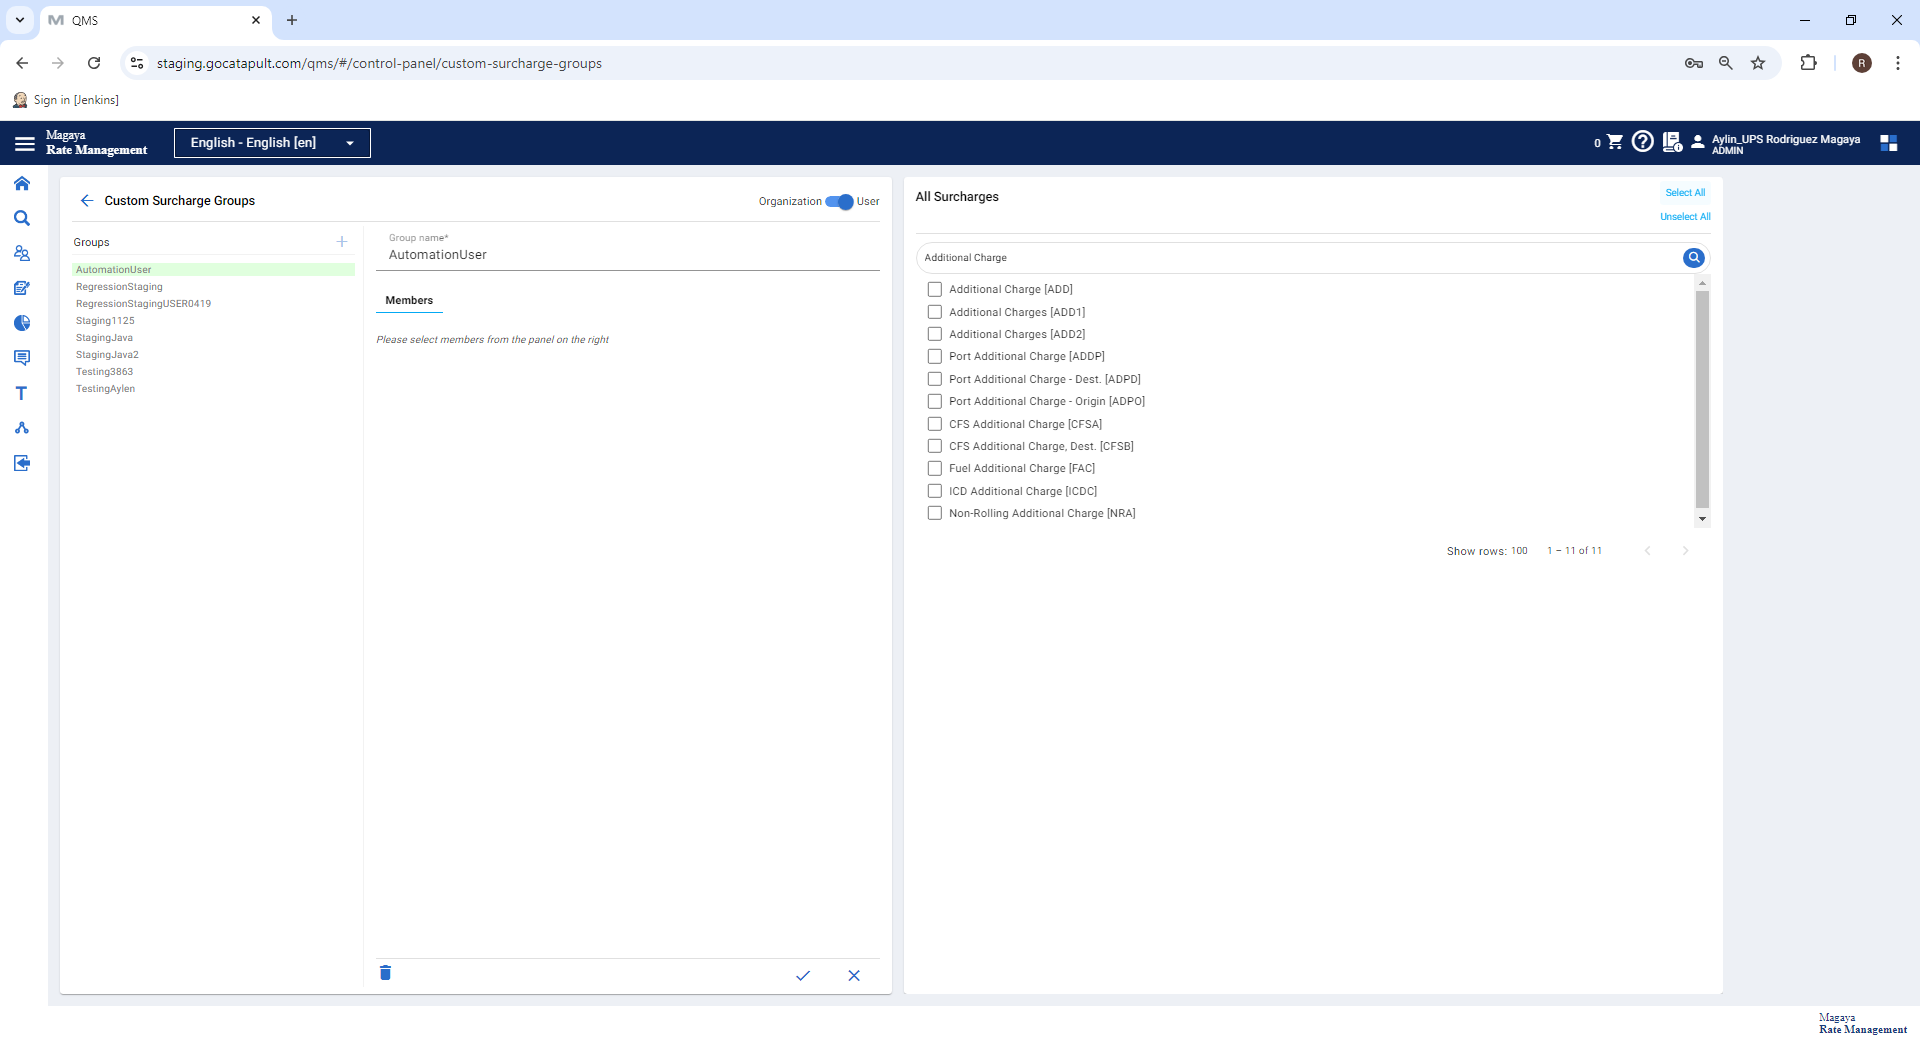 QMS
staging.gocatapult.com/qms/#/control-panel/custom-surcharge-groups
R
Sign in [Jenkins]
Magaya
Rate Management
English - English [en]
0
Aylin_UPS Rodriguez Magaya
ADMIN
Custom Surcharge Groups
Organization
User
Groups
AutomationUser
RegressionStaging
RegressionStagingUSER0419
Staging1125
StagingJava
StagingJava2
Testing3863
TestingAylen
Group name*
AutomationUser
Members
Please select members from the panel on the right
All Surcharges
Select All
Unselect All
Additional Charge
Additional Charge [ADD]
Additional Charges [ADD1]
Additional Charges [ADD2]
Port Additional Charge [ADDP]
Port Additional Charge - Dest. [ADPD]
Port Additional Charge - Origin [ADPO]
CFS Additional Charge [CFSA]
CFS Additional Charge, Dest. [CFSB]
Fuel Additional Charge [FAC]
ICD Additional Charge [ICDC]
Non-Rolling Additional Charge [NRA]
Show rows: 100 1 – 11 of 11
Magaya
Rate Management